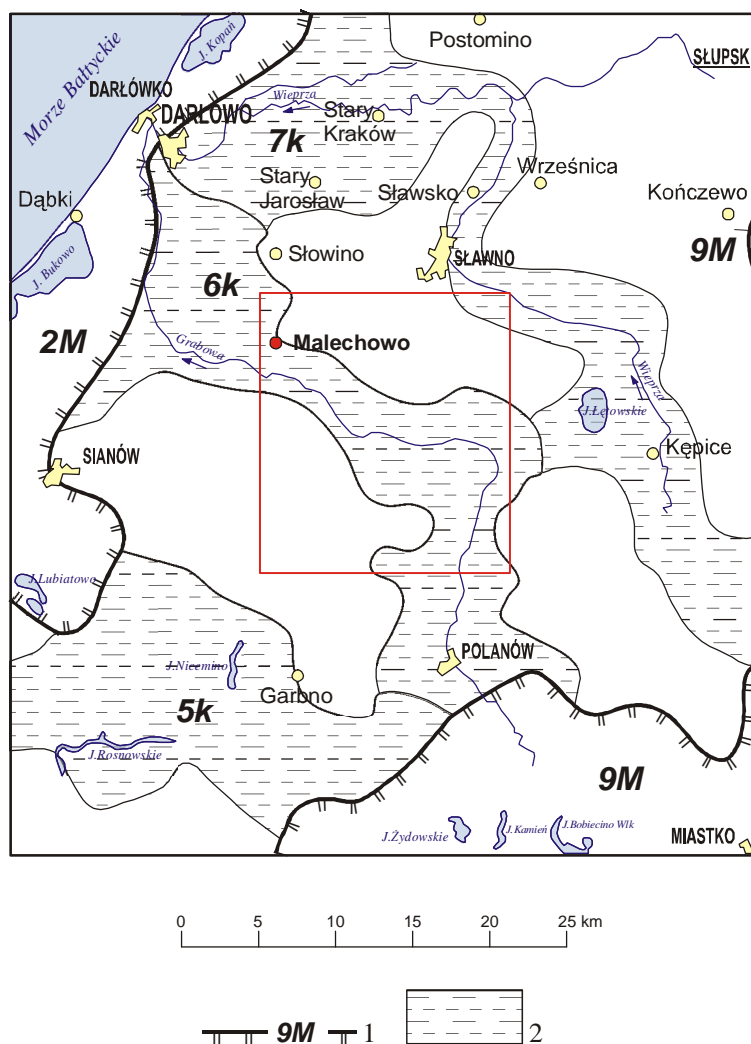 Postomino
SŁUPSK
J. Kopań
Morze Bałtyckie
DARŁÓWKO
DARŁOWO
Wieprza
Stary
Kraków
7k
Wrześnica
Stary
Jarosław
Sławsko
Kończewo
Dąbki
SŁAWNO
9M
Słowino
J. Bukowo
6k
2M
Grabowa
Malechowo
Wieprza
J.Łętowskie
Kępice
SIANÓW
J.Lubiatowo
POLANÓW
J.Nicemino
Garbno
5k
J.Rosnowskie
9M
J.Żydowskie
J.Kamień
J.Bobiecino Wlk
MIASTKO
0 5 10 15 20 25 km
9M 1 2